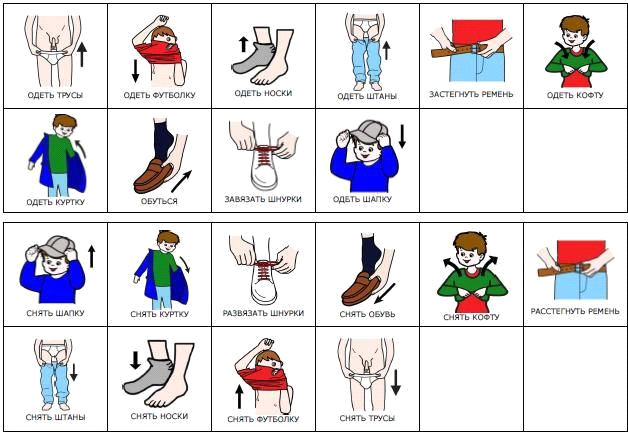 ОДЕТЬ ТРУСЫ
ОДЕТЬ ФУТБОЛКУ
ОДЕТЬ НОСКИ
ОДЕТЬ ШТАНЫ
ЗАСТЕГНУТЬ РЕМЕНЬ
ОДЕТЬ КОФТУ
ОДЕТЬ КУРТКУ
ОБУТЬСЯ
ЗАВЯЗАТЬ ШНУРКИ
ОДЕТЬ ШАПКУ
СНЯТЬ ШАПКУ
СНЯТЬ КУРТКУ
РАЗВЯЗАТЬ ШНУРКИ
СНЯТЬ ОБУВЬ
СНЯТЬ КОФТУ
РАССТЕГНУТЬ РЕМЕНЬ
СНЯТЬ ШТАНЫ
СНЯТЬ НОСКИ
СНЯТЬ ФУТБОЛКУ
СНЯТЬ ТРУСЫ